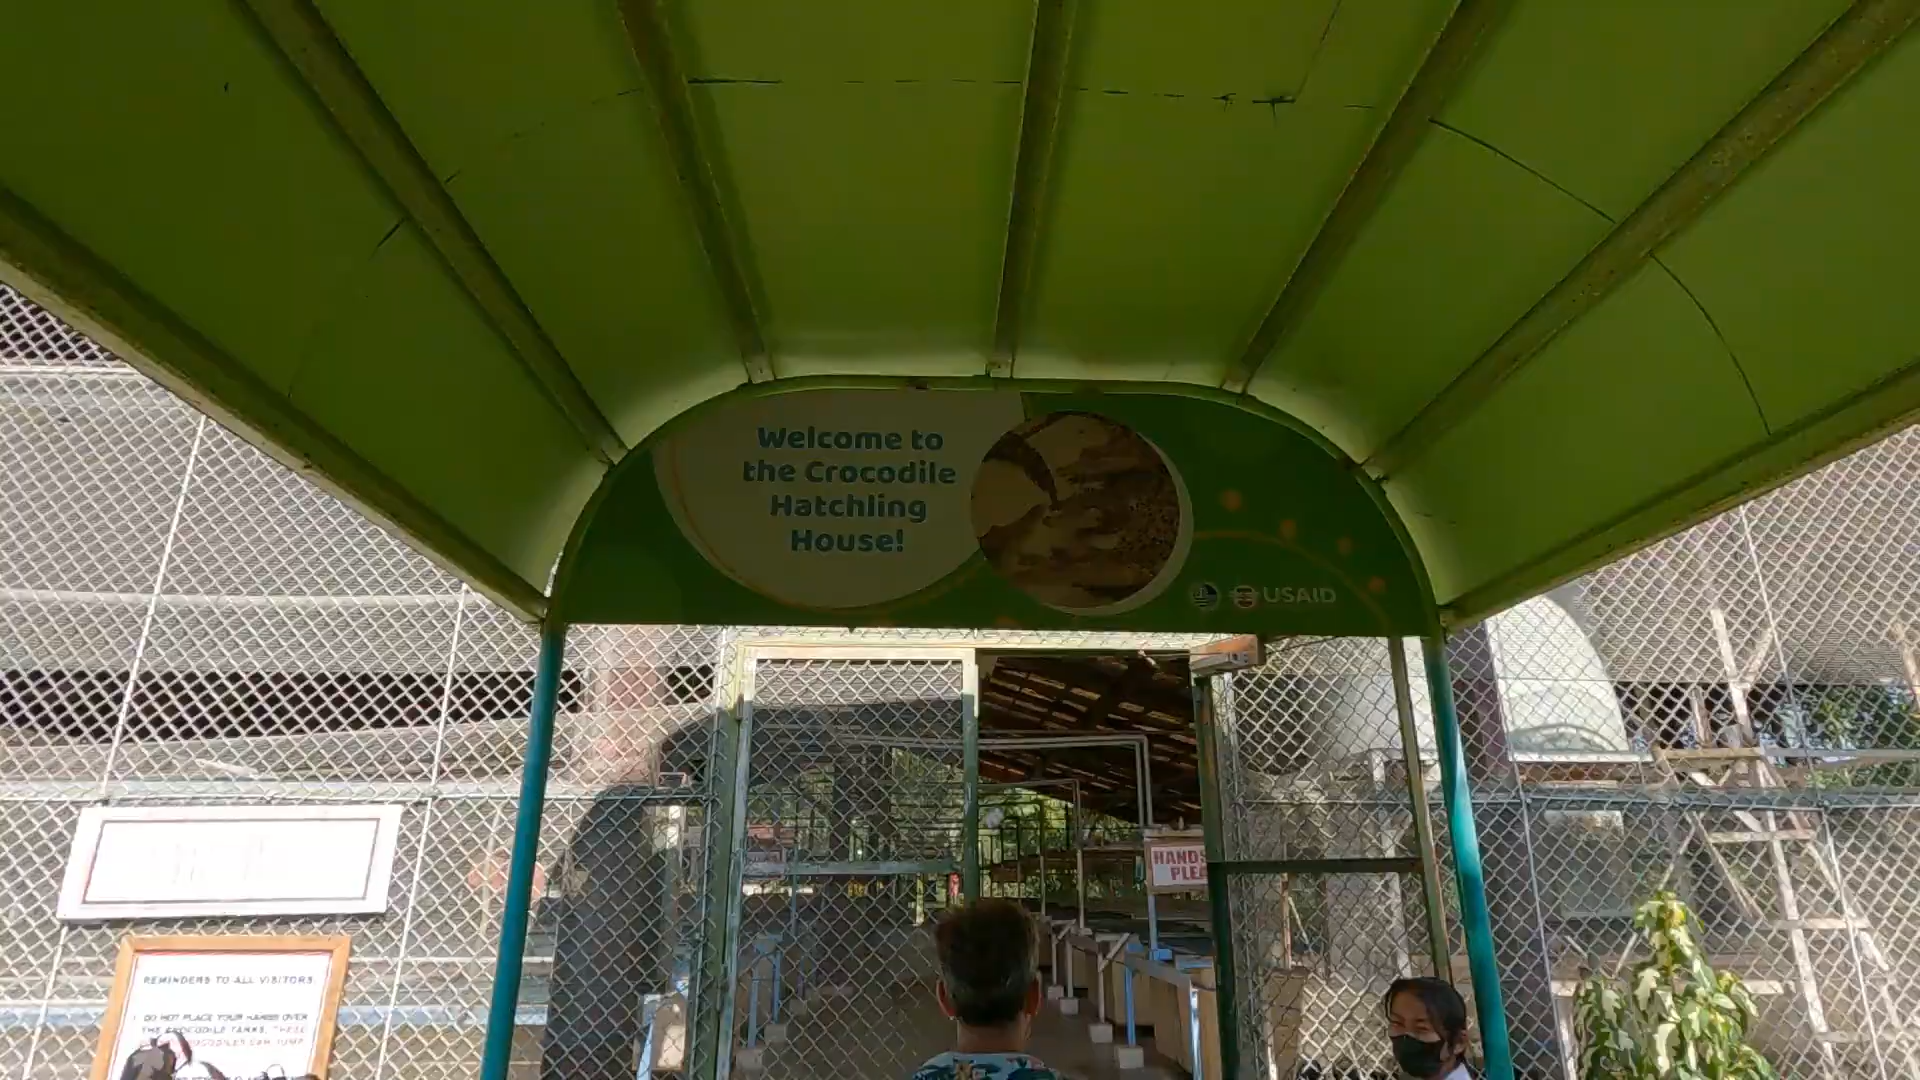 Welcome to
the Crocodile
Hatchling
House!
USAID
HANDS
PLEA
REMINDERS TO ALL VISITORS
DO NOT PLACE YOUR HANDS OVER
THE CROCODILE TANKS. THESE
CROCODILES CAN JUMP